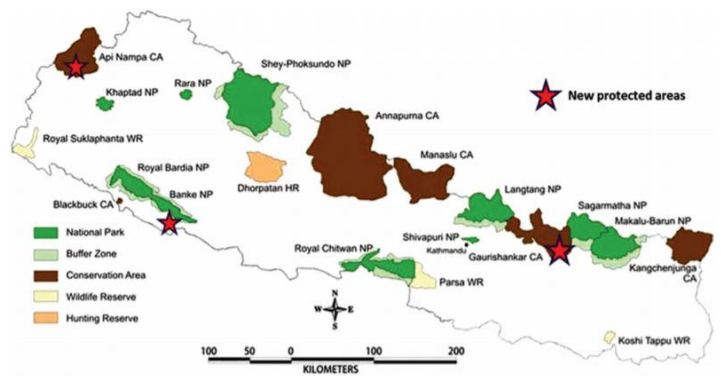 Api Nampa CA
Khaptad NP
Rara NP
Shey-Phoksundo NP
New protected areas
Annapurna CA
Royal Suklaphanta WR
Royal Bardia NP
Banke NP
Dhorpatan HR
Manaslu CA
Blackbuck CA
Langtang NP
Sagarmatha NP
Makalu-Barun NP
National Park
Buffer Zone
Conservation Area
Wildlife Reserve
Hunting Reserve
Royal Chitwan NP
Shivapuri NP
Kathmandu
Gaurishankar CA
Kangchenjunga
CA
Parsa WR
N
W E
S
Koshi Tappu WR
100 50 0 100 200
KILOMETERS